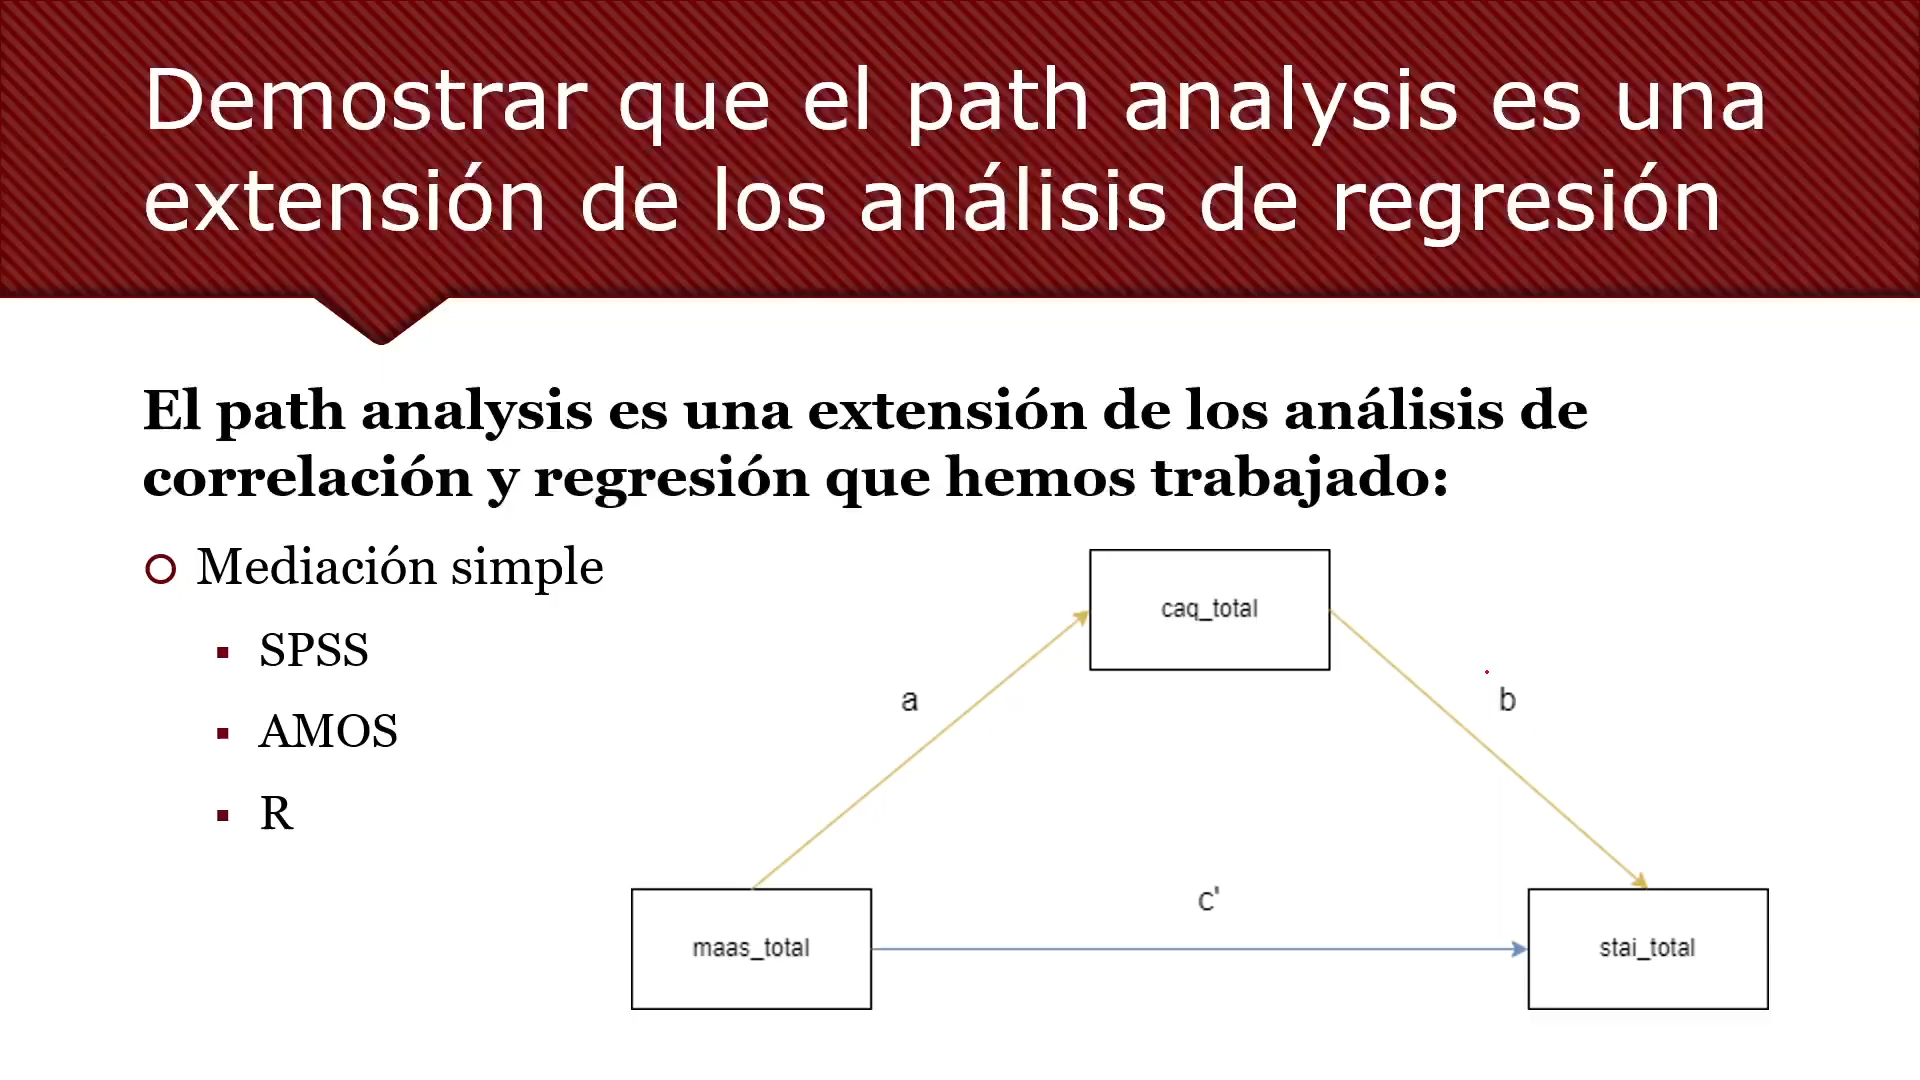 Demostrar que el path analysis es una
extensión de los análisis de regresión
El path analysis es una extensión de los análisis de
correlación y regresión que hemos trabajado:
Mediación simple
SPSS
AMOS
R
caq_total
a
b
c'
maas_total
stai_total